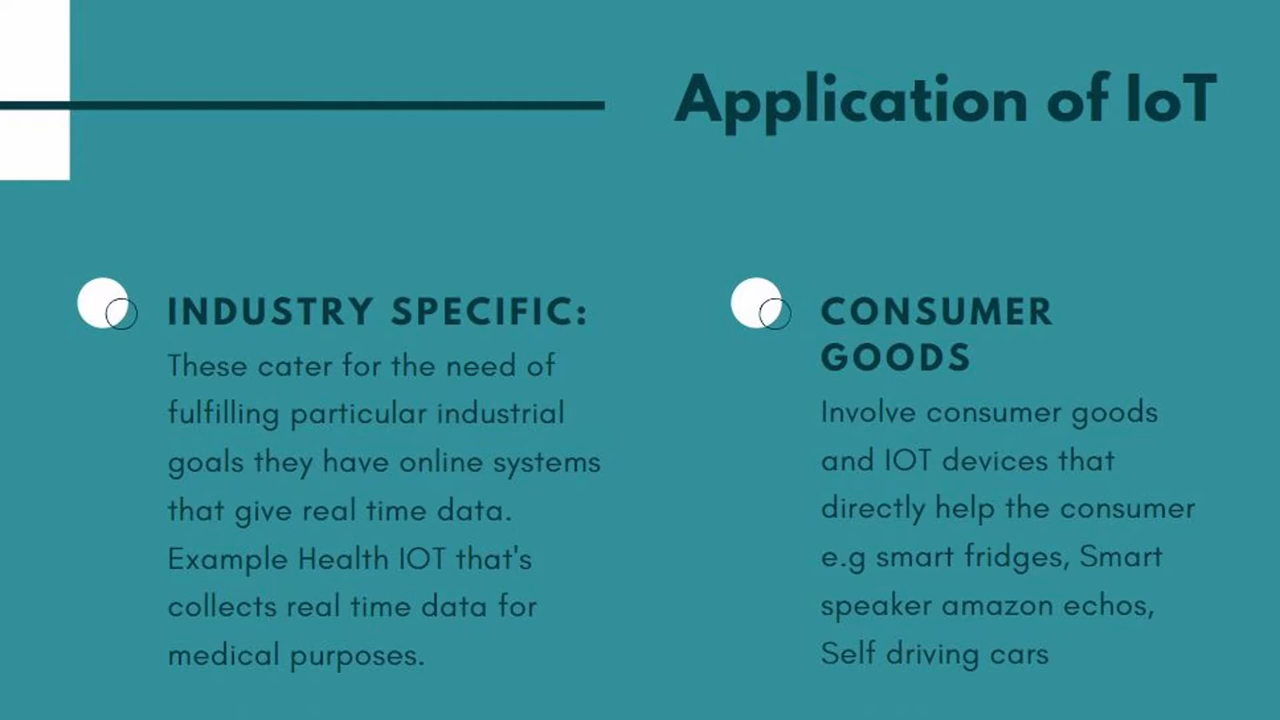 Application of IoT
INDUSTRY SPECIFIC:
These cater for the need of
fulfilling particular industrial
goals they have online systems
that give real time data.
Example Health IOT that's
collects real time data for
medical purposes.
CONSUMER
GOODS
Involve consumer goods
and IOT devices that
directly help the consumer
e.g smart fridges, Smart
speaker amazon echos,
Self driving cars